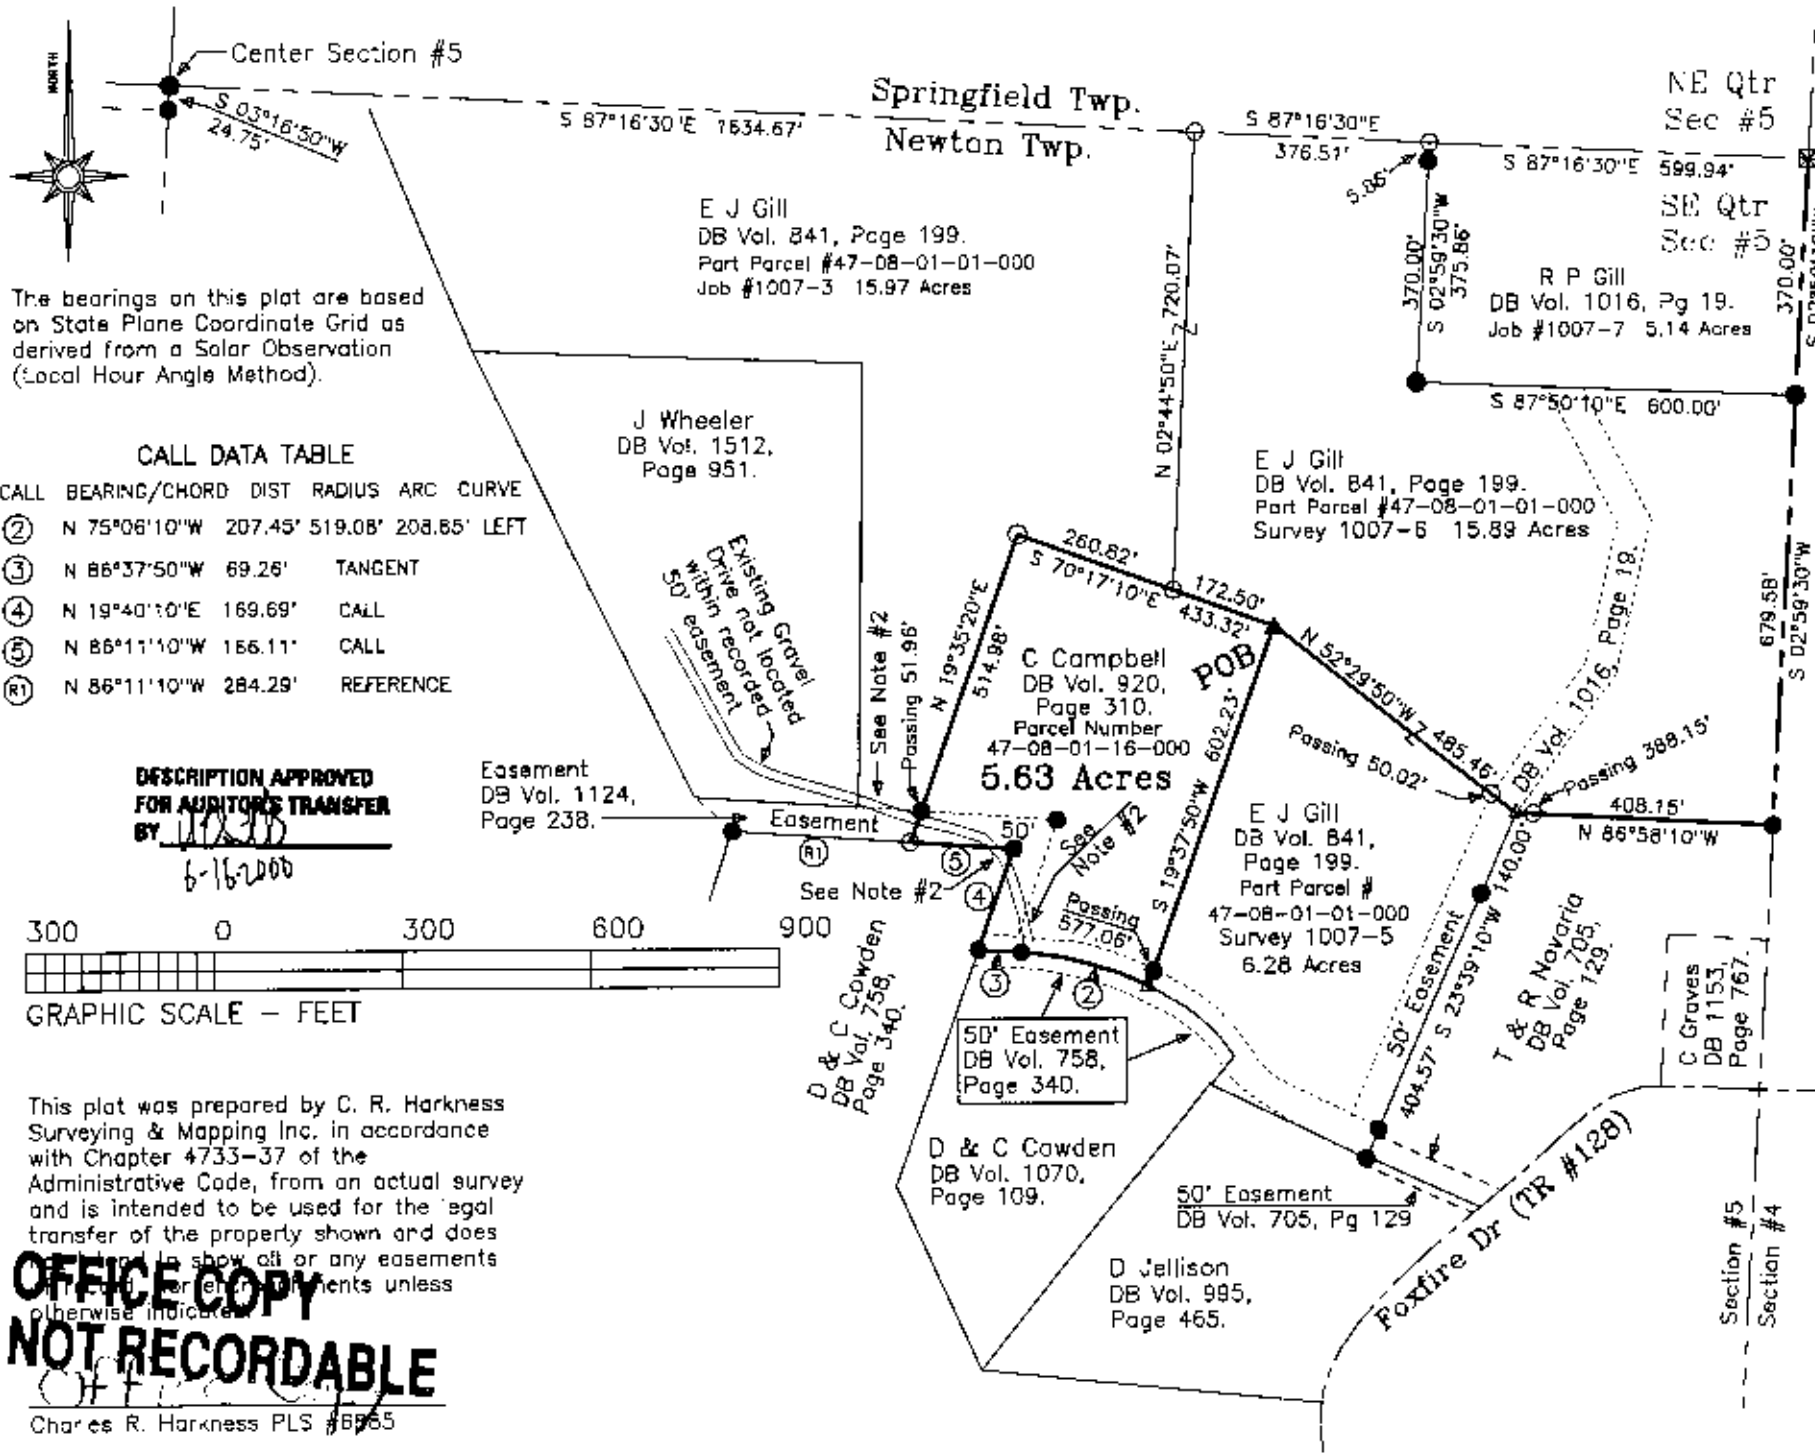 NORTH
Center Section #5
S 03°16'50"W
24.75'
S 87°16'30"E 1634.67'
Springfield Twp.
Newton Twp.
S 87°16'30"E
376.51'
5.86'
S 87°16'30"E 599.94'
NE Qtr
Sec #5
SE Qtr
Sec #5
370.00'
S 02°59'30"W
375.86'
370.00'
R P Gill
DB Vol. 1016, Pg 19.
Job #1007-7 5.14 Acres
S 87°50'10"E 600.00'
E J Gill
DB Vol. 841, Page 199.
Part Parcel #47-08-01-01-000
Job #1007-3 15.97 Acres
N 02°44'50"E 720.07'
The bearings on this plat are based
on State Plane Coordinate Grid as
derived from a Solar Observation
(Local Hour Angle Method).
J Wheeler
DB Vol. 1512,
Page 951.
E J Gill
DB Vol. 841, Page 199.
Part Parcel #47-08-01-01-000
Survey 1007-6 15.89 Acres
CALL DATA TABLE
CALL BEARING/CHORD DIST RADIUS ARC CURVE
2 N 75°06'10"W 207.45' 519.08' 208.85' LEFT
3 N 86°37'50"W 69.26' TANGENT
4 N 19°40'10"E 169.69' CALL
5 N 86°11'10"W 166.11' CALL
R1 N 86°11'10"W 284.29' REFERENCE
Existing Gravel
Drive not located
within recorded
50' easement
See Note #2
Passing 51.96'
N 19°35'20"E
514.98'
260.82'
S 70°17'10"E
172.50'
433.32'
POB
C Campbell
DB Vol. 920,
Page 310.
Parcel Number
47-08-01-16-000
5.63 Acres
S 19°37'50"W 602.23'
N 52°29'50"W 485.46'
Passing 50.02'
DB Vol. 1016, Page 19.
Passing 388.15'
408.15'
N 86°58'10"W
679.58'
S 02°59'30"W
DESCRIPTION APPROVED
FOR AUDITOR'S TRANSFER
BY
6-16-2000
Easement
DB Vol. 1124,
Page 238.
Easement
R1
5
50'
See
Note #2
See Note #2
4
Passing
577.06'
3
2
E J Gill
DB Vol. 841,
Page 199.
Part Parcel #
47-08-01-01-000
Survey 1007-5
6.28 Acres
140.00'
50' Easement
404.57' S 23°39'10"W
T & R Novaria
DB Vol. 705,
Page 129.
C Graves
DB 1153,
Page 767.
300 0 300 600 900
GRAPHIC SCALE - FEET
D & C Cowden
DB Vol. 758,
Page 340.
50' Easement
DB Vol. 758,
Page 340.
D & C Cowden
DB Vol. 1070,
Page 109.
50' Easement
DB Vol. 705, Pg 129
D Jellison
DB Vol. 995,
Page 465.
Foxfire Dr (TR #128)
Section #5
Section #4
This plat was prepared by C. R. Harkness
Surveying & Mapping Inc. in accordance
with Chapter 4733-37 of the
Administrative Code, from an actual survey
and is intended to be used for the legal
transfer of the property shown and does
show all or any easements
unless
otherwise indicated
OFFICE COPY
NOT RECORDABLE
Charles R. Harkness PLS